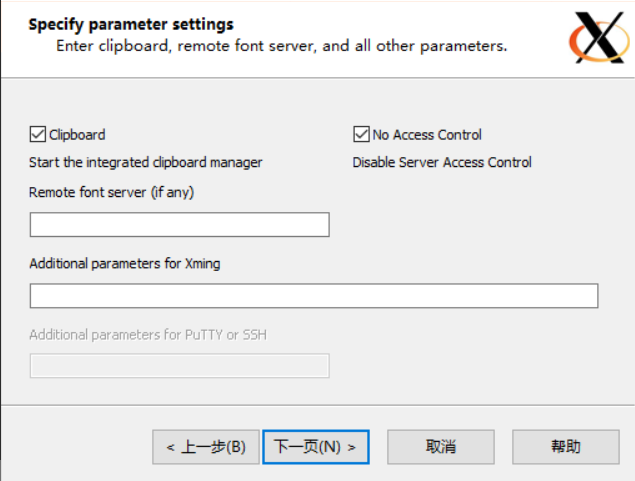 Specify parameter settings
Enter clipboard, remote font server, and all other parameters.
Clipboard
No Access Control
Start the integrated clipboard manager
Disable Server Access Control
Remote font server (if any)
Additional parameters for Xming
Additional parameters for PuTTY or SSH
< 上一步(B)
下一页(N) >
取消
帮助